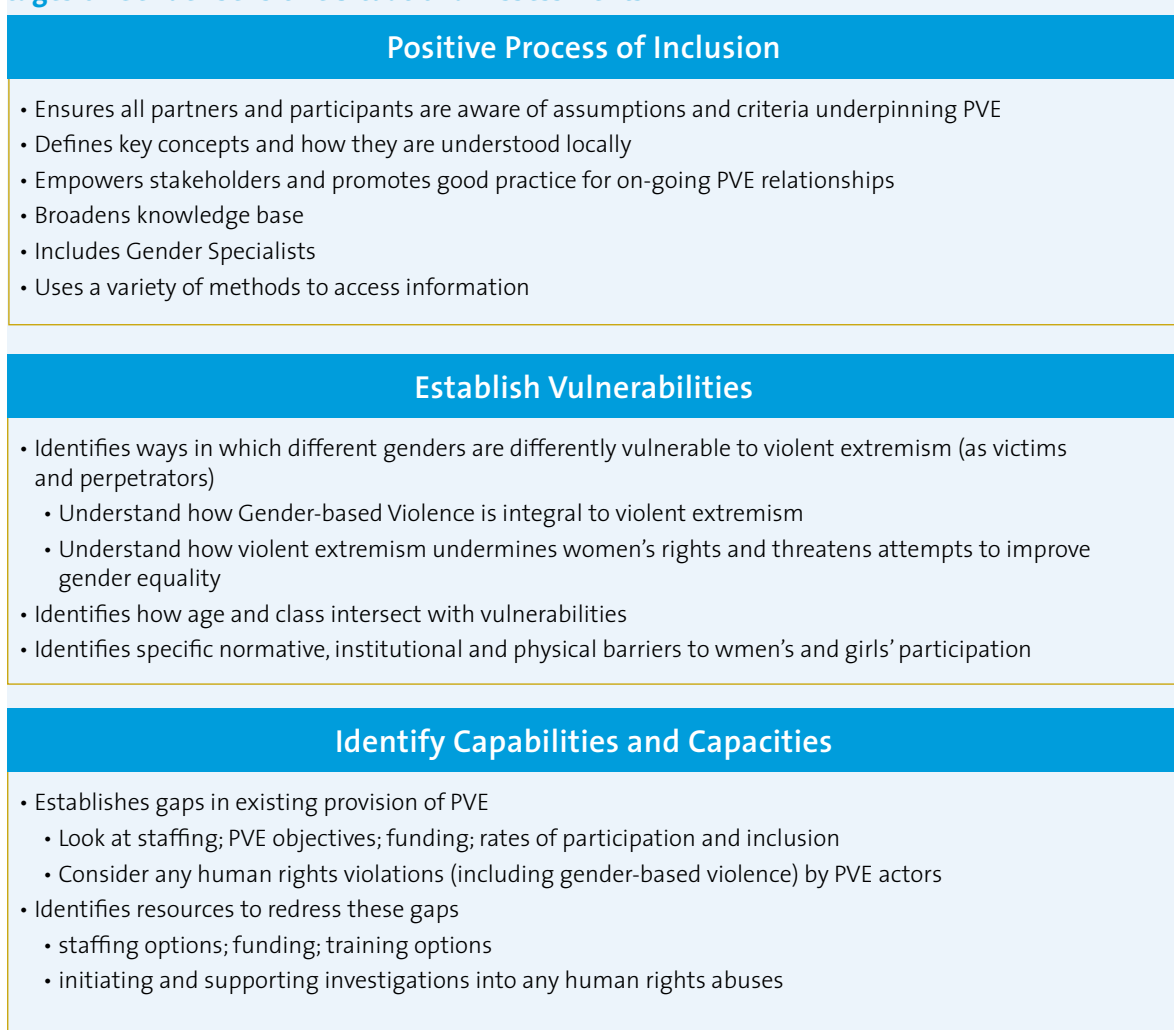 Positive Process of Inclusion
• Ensures all partners and participants are aware of assumptions and criteria underpinning PVE
• Defines key concepts and how they are understood locally
• Empowers stakeholders and promotes good practice for on-going PVE relationships
• Broadens knowledge base
• Includes Gender Specialists
• Uses a variety of methods to access information
Establish Vulnerabilities
• Identifies ways in which different genders are differently vulnerable to violent extremism (as victims
and perpetrators)
• Understand how Gender-based Violence is integral to violent extremism
• Understand how violent extremism undermines women's rights and threatens attempts to improve
gender equality
• Identifies how age and class intersect with vulnerabilities
• Identifies specific normative, institutional and physical barriers to wmen's and girls' participation
Identify Capabilities and Capacities
• Establishes gaps in existing provision of PVE
• Look at staffing; PVE objectives; funding; rates of participation and inclusion
• Consider any human rights violations (including gender-based violence) by PVE actors
• Identifies resources to redress these gaps
• staffing options; funding; training options
• initiating and supporting investigations into any human rights abuses